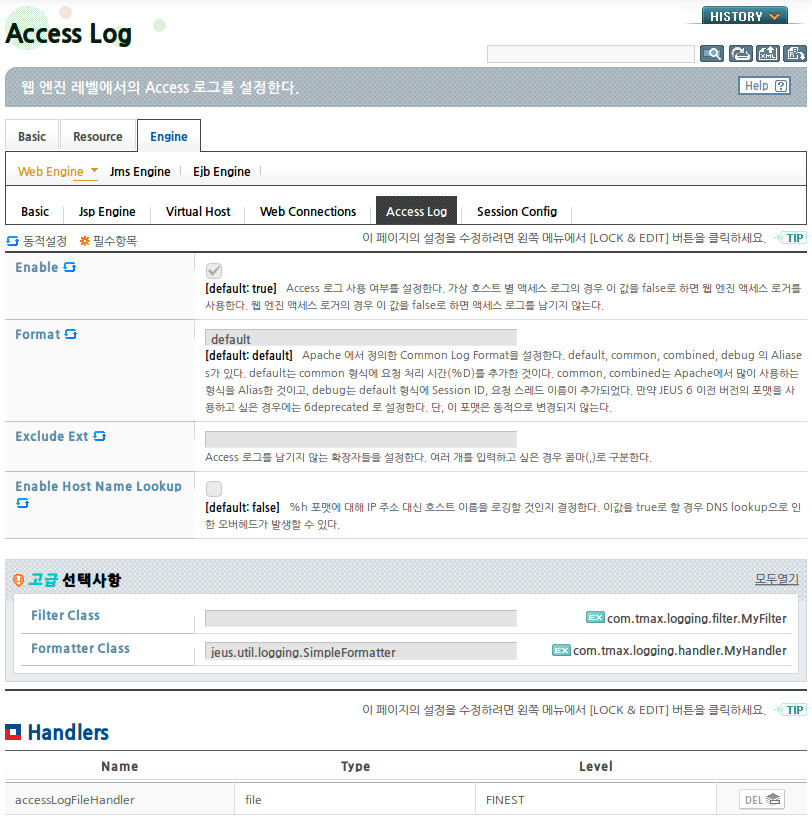 Access Log
HISTORY
웹 엔진 레벨에서의 Access 로그를 설정한다.
Help ?
Basic
Resource
Engine
Web Engine
Jms Engine
Ejb Engine
Basic
Jsp Engine
Virtual Host
Web Connections
Access Log
Session Config
동적설정
필수항목
이 페이지의 설정을 수정하려면 왼쪽 메뉴에서 [LOCK & EDIT] 버튼을 클릭하세요.
TIP
Enable
[default: true] Access 로그 사용 여부를 설정한다. 가상 호스트 별 액세스 로그의 경우 이 값을 false로 하면 웹 엔진 액세스 로거를
사용한다. 웹 엔진 액세스 로거의 경우 이 값을 false로 하면 액세스 로그를 남기지 않는다.
Format
default
[default: default] Apache 에서 정의한 Common Log Format을 설정한다. default, common, combined, debug 의 Aliase
s가 있다. default는 common 형식에 요청 처리 시간(%D)를 추가한 것이다. common, combined는 Apache에서 많이 사용하는
형식을 Alias한 것이고, debug는 default 형식에 Session ID, 요청 스레드 이름이 추가되었다. 만약 JEUS 6 이전 버전의 포맷을 사
용하고 싶은 경우에는 6deprecated 로 설정한다. 단, 이 포맷은 동적으로 변경되지 않는다.
Exclude Ext
Access 로그를 남기지 않는 확장자들을 설정한다. 여러 개를 입력하고 싶은 경우 콤마(,)로 구분한다.
Enable Host Name Lookup
[default: false] %h 포맷에 대해 IP 주소 대신 호스트 이름을 로깅할 것인지 결정한다. 이값을 true로 할 경우 DNS lookup으로 인
한 오버헤드가 발생할 수 있다.
고급 선택사항
모두열기
Filter Class
EX com.tmax.logging.filter.MyFilter
Formatter Class
jeus.util.logging.SimpleFormatter
EX com.tmax.logging.handler.MyHandler
이 페이지의 설정을 수정하려면 왼쪽 메뉴에서 [LOCK & EDIT] 버튼을 클릭하세요.
TIP
Handlers
Name
Type
Level
accessLogFileHandler
file
FINEST
DEL